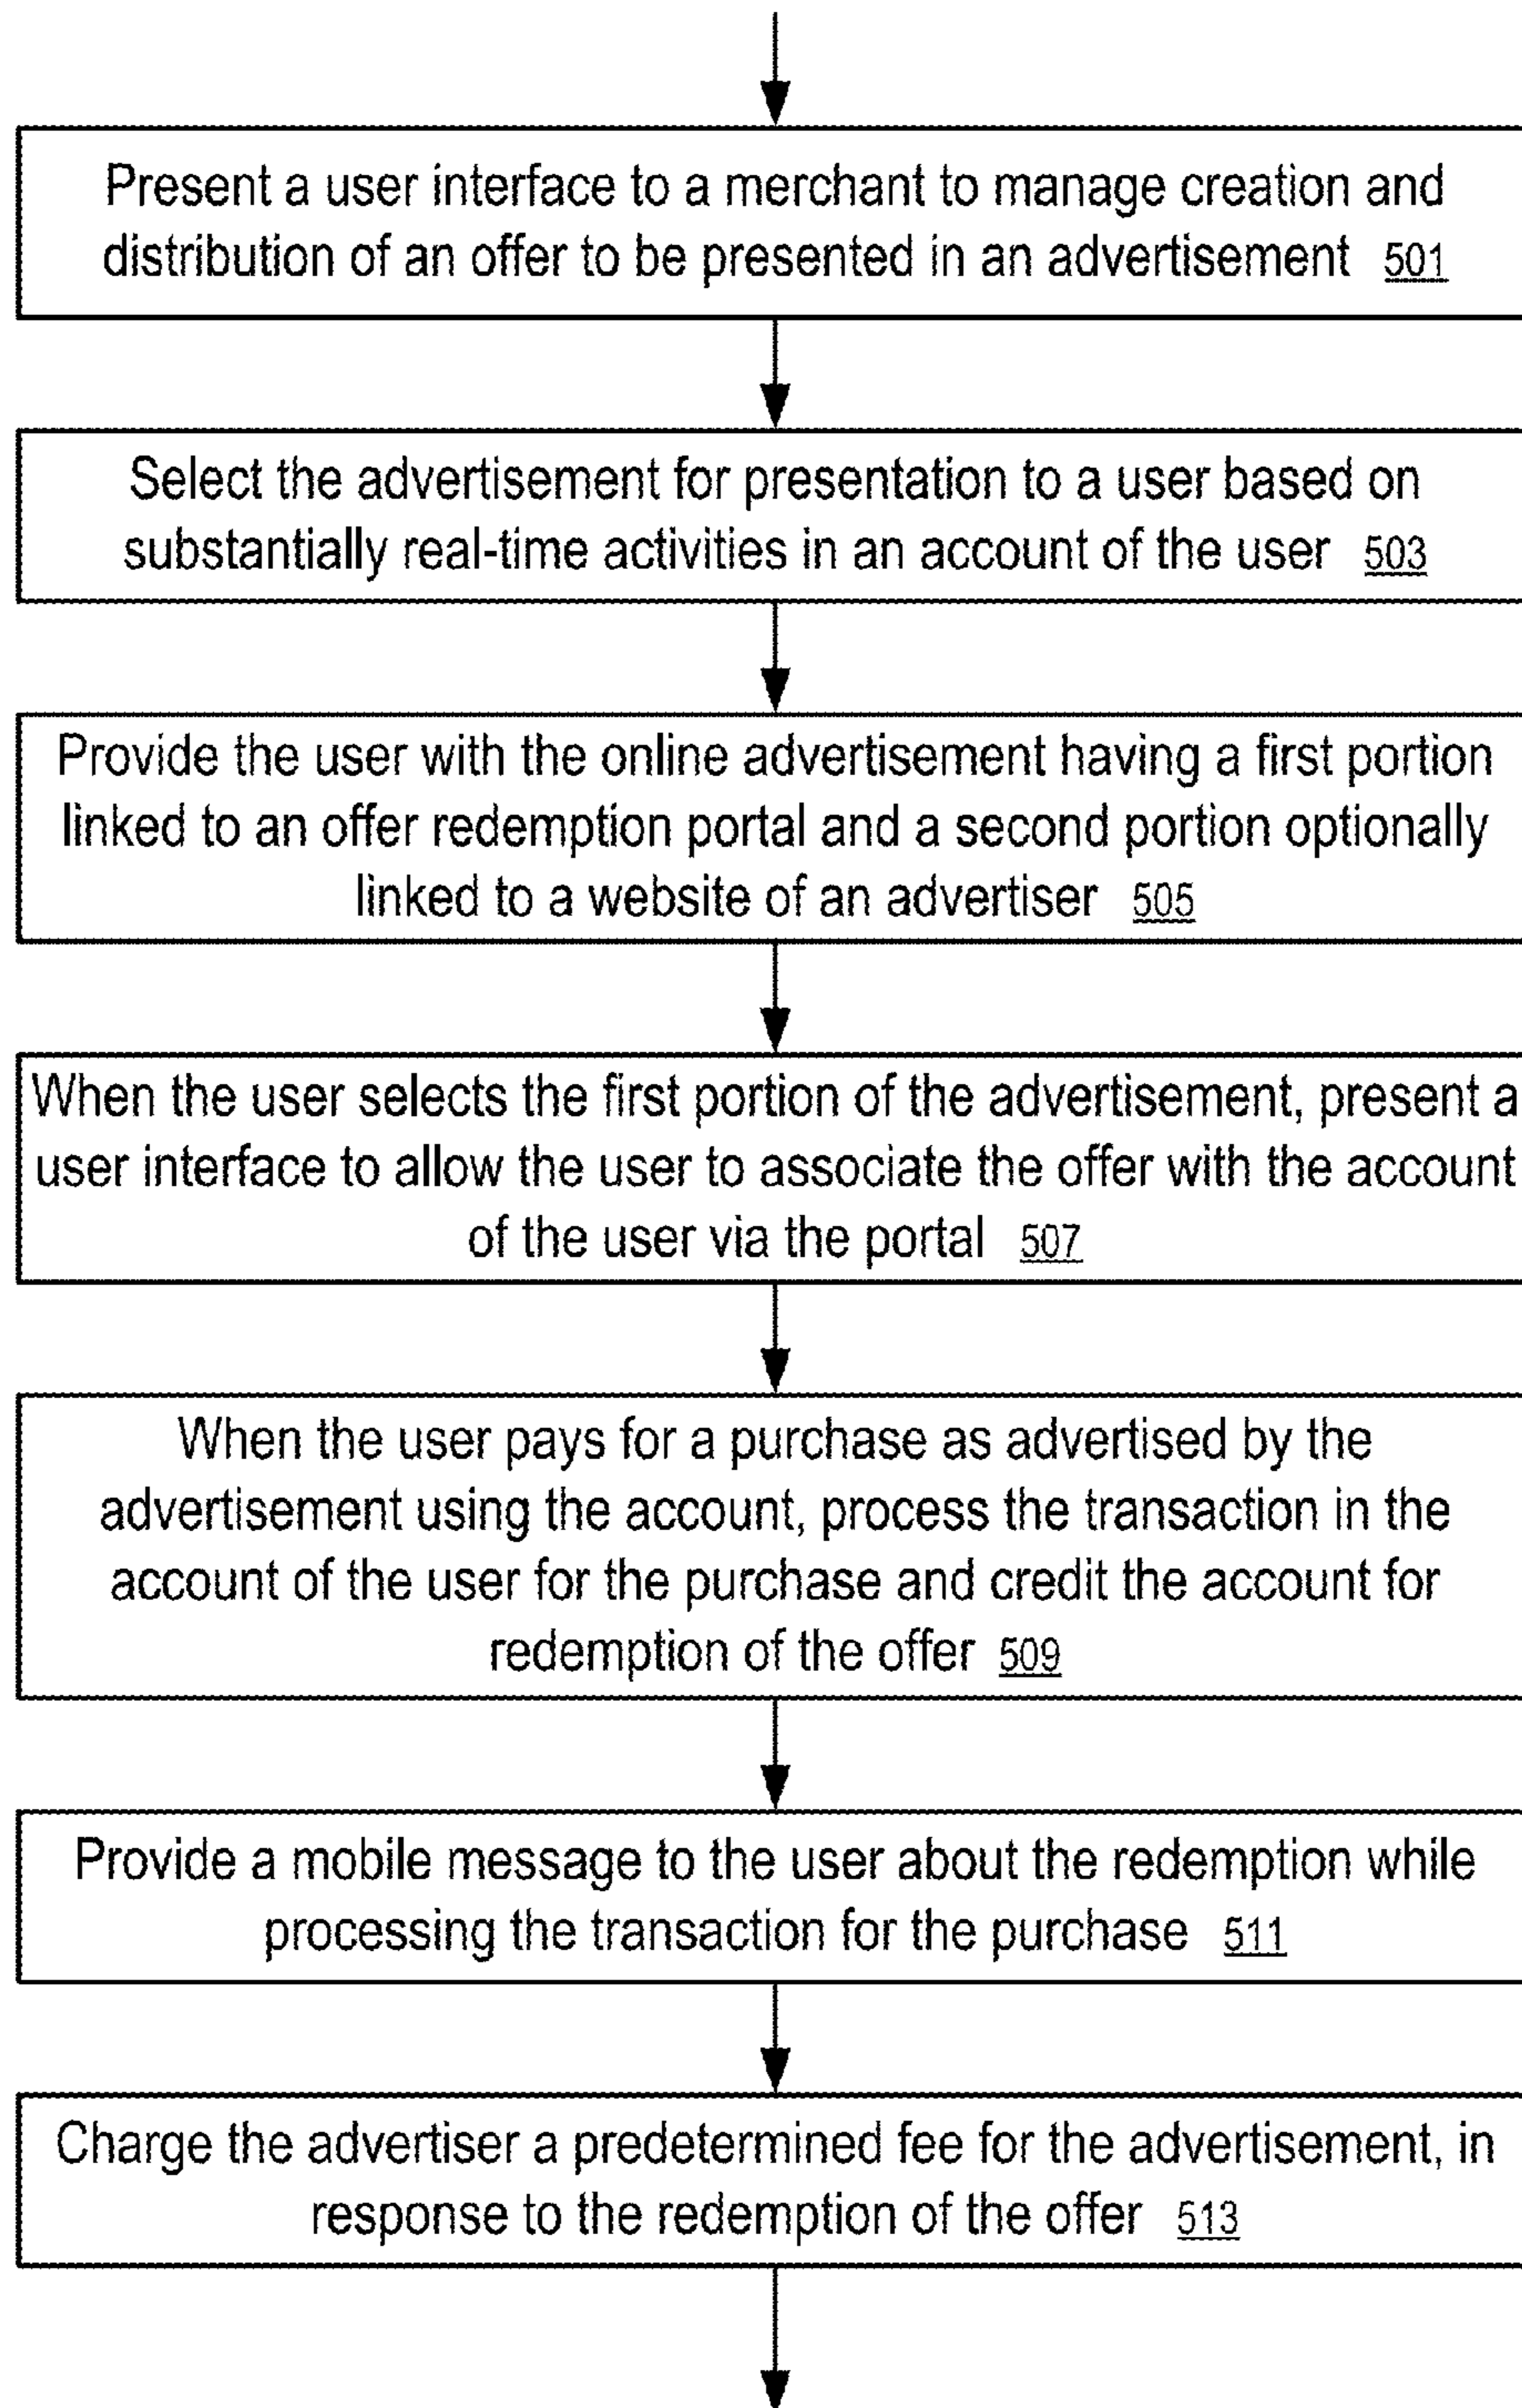 Present a user interface to a merchant to manage creation and
distribution of an offer to be presented in an advertisement 501
Select the advertisement for presentation to a user based on
substantially real-time activities in an account of the user 503
Provide the user with the online advertisement having a first portion
linked to an offer redemption portal and a second portion optionally
linked to a website of an advertiser 505
When the user selects the first portion of the advertisement, present a
user interface to allow the user to associate the offer with the account
of the user via the portal 507
When the user pays for a purchase as advertised by the
advertisement using the account, process the transaction in the
account of the user for the purchase and credit the account for
redemption of the offer 509
Provide a mobile message to the user about the redemption while
processing the transaction for the purchase 511
Charge the advertiser a predetermined fee for the advertisement, in
response to the redemption of the offer 513